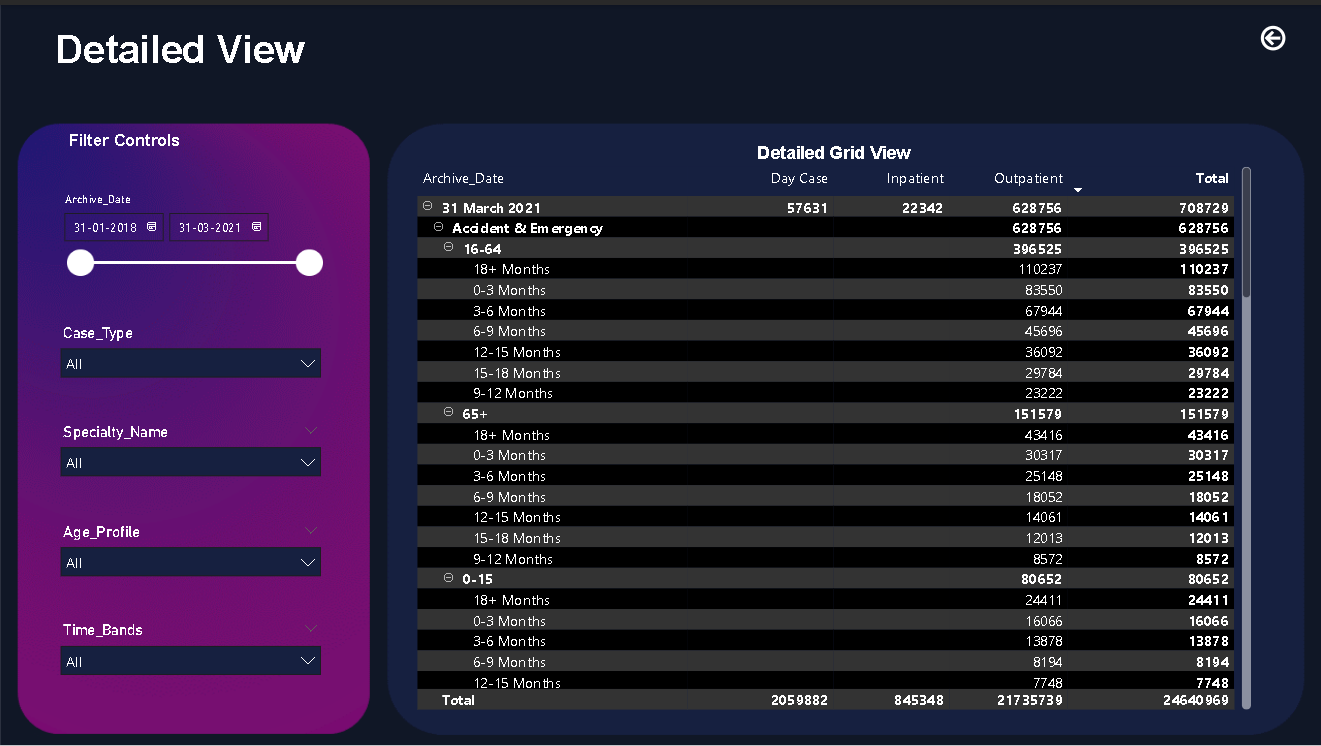 Detailed View
Filter Controls
Archive_Date
31-01-2018 31-03-2021
Case_Type
All
Specialty_Name
All
Age_Profile
All
Time_Bands
All
Detailed Grid View
Archive_Date Day Case Inpatient Outpatient Total
31 March 2021 57631 22342 628756 708729
Accident & Emergency 628756 628756
16-64 396525 396525
18+ Months 110237 110237
0-3 Months 83550 83550
3-6 Months 67944 67944
6-9 Months 45696 45696
12-15 Months 36092 36092
15-18 Months 29784 29784
9-12 Months 23222 23222
65+ 151579 151579
18+ Months 43416 43416
0-3 Months 30317 30317
3-6 Months 25148 25148
6-9 Months 18052 18052
12-15 Months 14061 14061
15-18 Months 12013 12013
9-12 Months 8572 8572
0-15 80652 80652
18+ Months 24411 24411
0-3 Months 16066 16066
3-6 Months 13878 13878
6-9 Months 8194 8194
12-15 Months 7748 7748
Total 2059882 845348 21735739 24640969